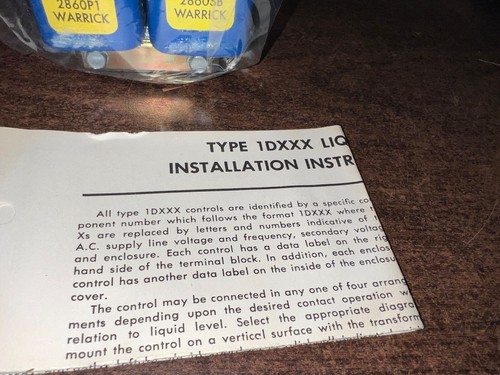 2860P1
WARRICK
WARRICK
TYPE 1DXXX LIQ
INSTALLATION INSTR
All type 1DXXX controls are identified by a specific co
ponent number which follows the format 1DXXX where
Xs are replaced by letters and numbers indicative of
A.C. supply line voltage and frequency, secondary voltag
and enclosure. Each control has a data label on the rig
hand side of the terminal block. In addition, each enclos
control has another data label on the inside of the enclosu
cover.
The control may be connected in any one of four arrang
ments depending upon the desired contact operation w
relation to liquid level. Select the appropriate diagra
mount the control on a vertical surface with the transform